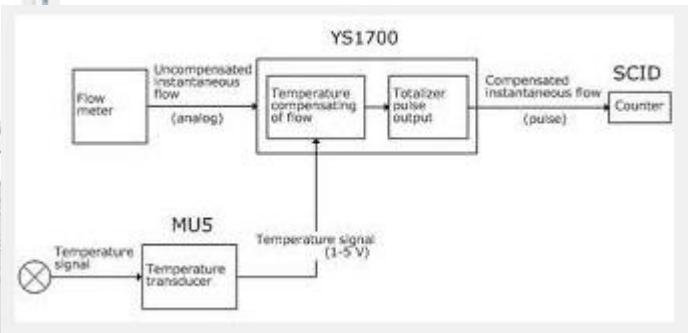 YS1700
SCID
Uncompensated
instantaneous
flow
(analog)
Flow
meter
Temperature
compensating
of flow
Totalizer
pulse
output
Compensated
instantaneous flow
(pulse)
Counter
MU5
Temperature
signal
Temperature
transducer
Temperature signal
(1-5 V)